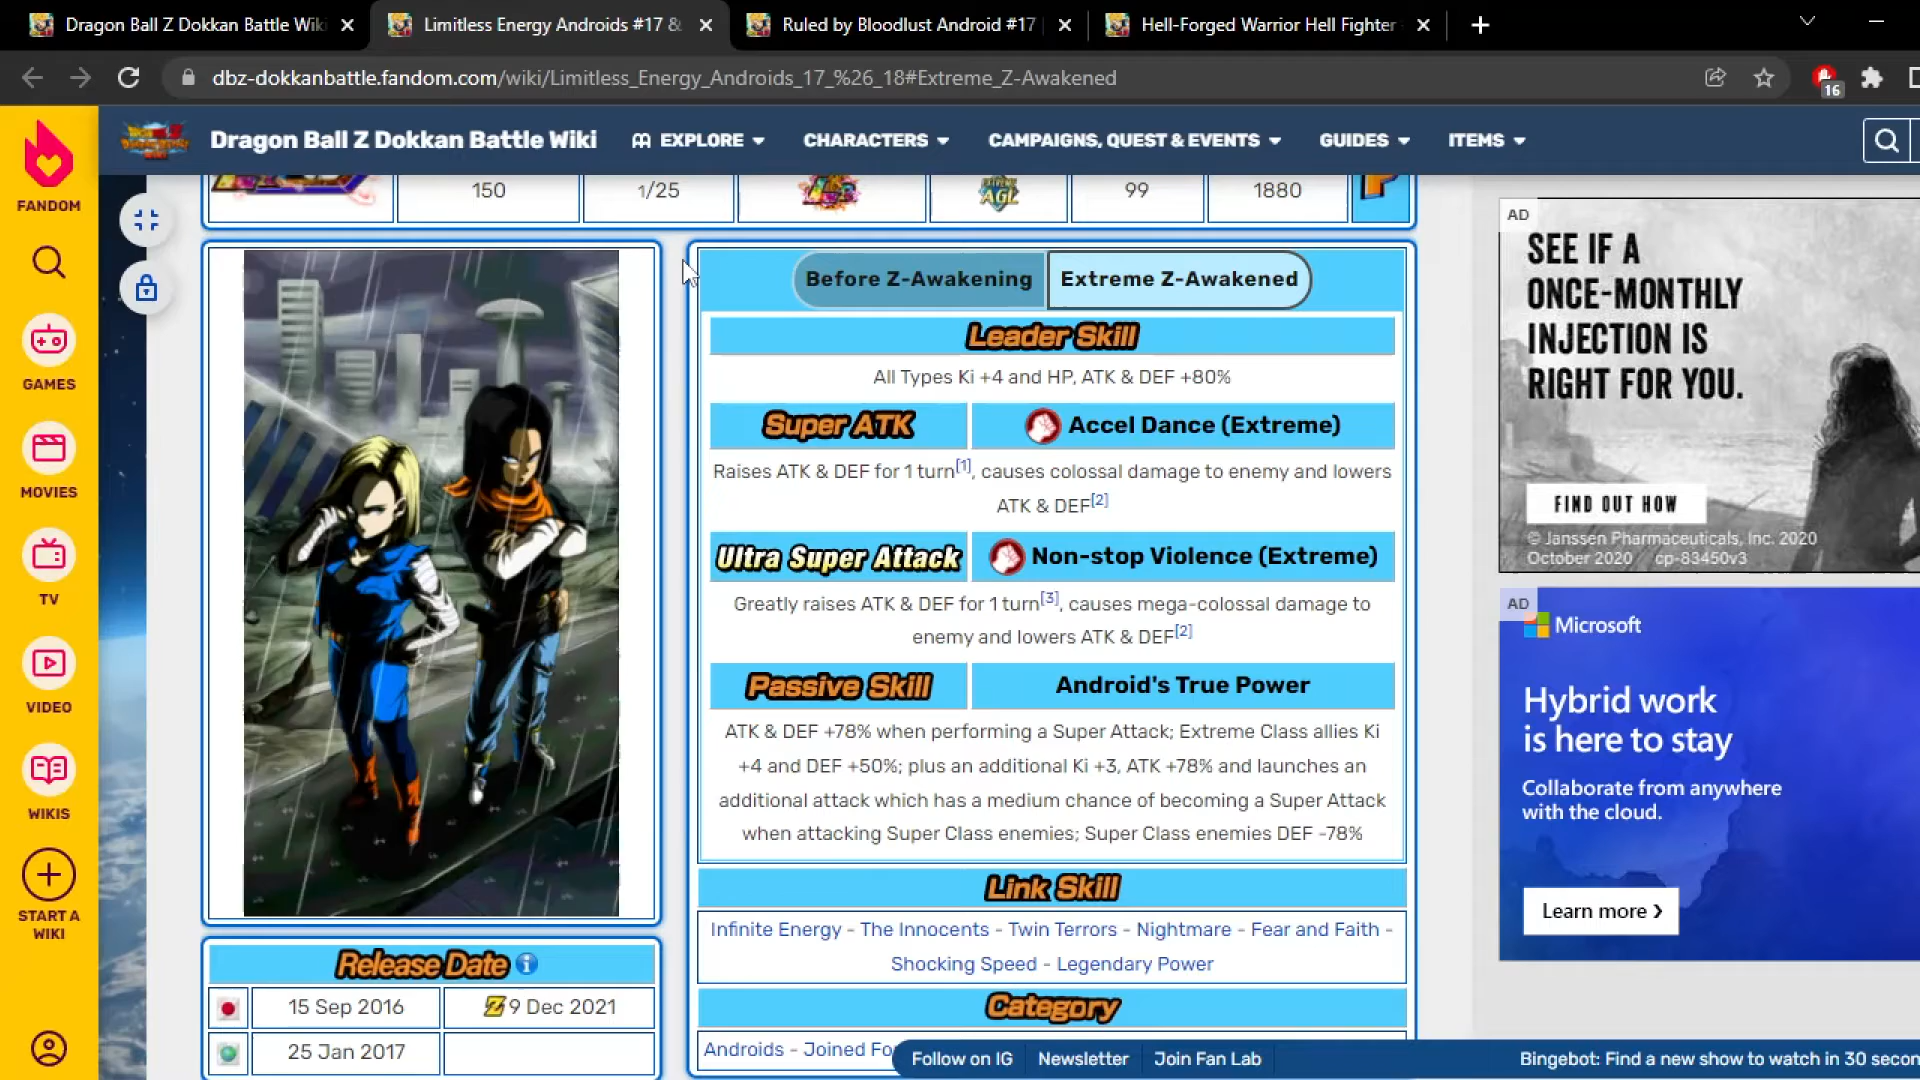 Dragon Ball Z Dokkan Battle Wiki
Limitless Energy Androids #17 &
Ruled by Bloodlust Android #17
Hell-Forged Warrior Hell Fighter
dbz-dokkanbattle.fandom.com/wiki/Limitless_Energy_Androids_17_%26_18#Extreme_Z-Awakened
16
FANDOM
Dragon Ball Z Dokkan Battle Wiki
EXPLORE
CHARACTERS
CAMPAIGNS, QUEST & EVENTS
GUIDES
ITEMS
GAMES
MOVIES
TV
VIDEO
WIKIS
START A
WIKI
150
1/25
EXTREME
AGL
99
1880
Before Z-Awakening
Extreme Z-Awakened
Leader Skill
All Types Ki +4 and HP, ATK & DEF +80%
Super ATK
Accel Dance (Extreme)
Raises ATK & DEF for 1 turn[1], causes colossal damage to enemy and lowers
ATK & DEF[2]
Ultra Super Attack
Non-stop Violence (Extreme)
Greatly raises ATK & DEF for 1 turn[3], causes mega-colossal damage to
enemy and lowers ATK & DEF[2]
Passive Skill
Android's True Power
ATK & DEF +78% when performing a Super Attack; Extreme Class allies Ki
+4 and DEF +50%; plus an additional Ki +3, ATK +78% and launches an
additional attack which has a medium chance of becoming a Super Attack
when attacking Super Class enemies; Super Class enemies DEF -78%
Link Skill
Infinite Energy - The Innocents - Twin Terrors - Nightmare - Fear and Faith -
Shocking Speed - Legendary Power
Category
Androids - Joined Fo
Release Date
15 Sep 2016
Z 9 Dec 2021
25 Jan 2017
Follow on IG
Newsletter
Join Fan Lab
Bingebot: Find a new show to watch in 30 secon
AD
SEE IF A
ONCE-MONTHLY
INJECTION IS
RIGHT FOR YOU.
FIND OUT HOW
© Janssen Pharmaceuticals, Inc. 2020
October 2020 cp-83450v3
AD
Microsoft
Hybrid work
is here to stay
Collaborate from anywhere
with the cloud.
Learn more